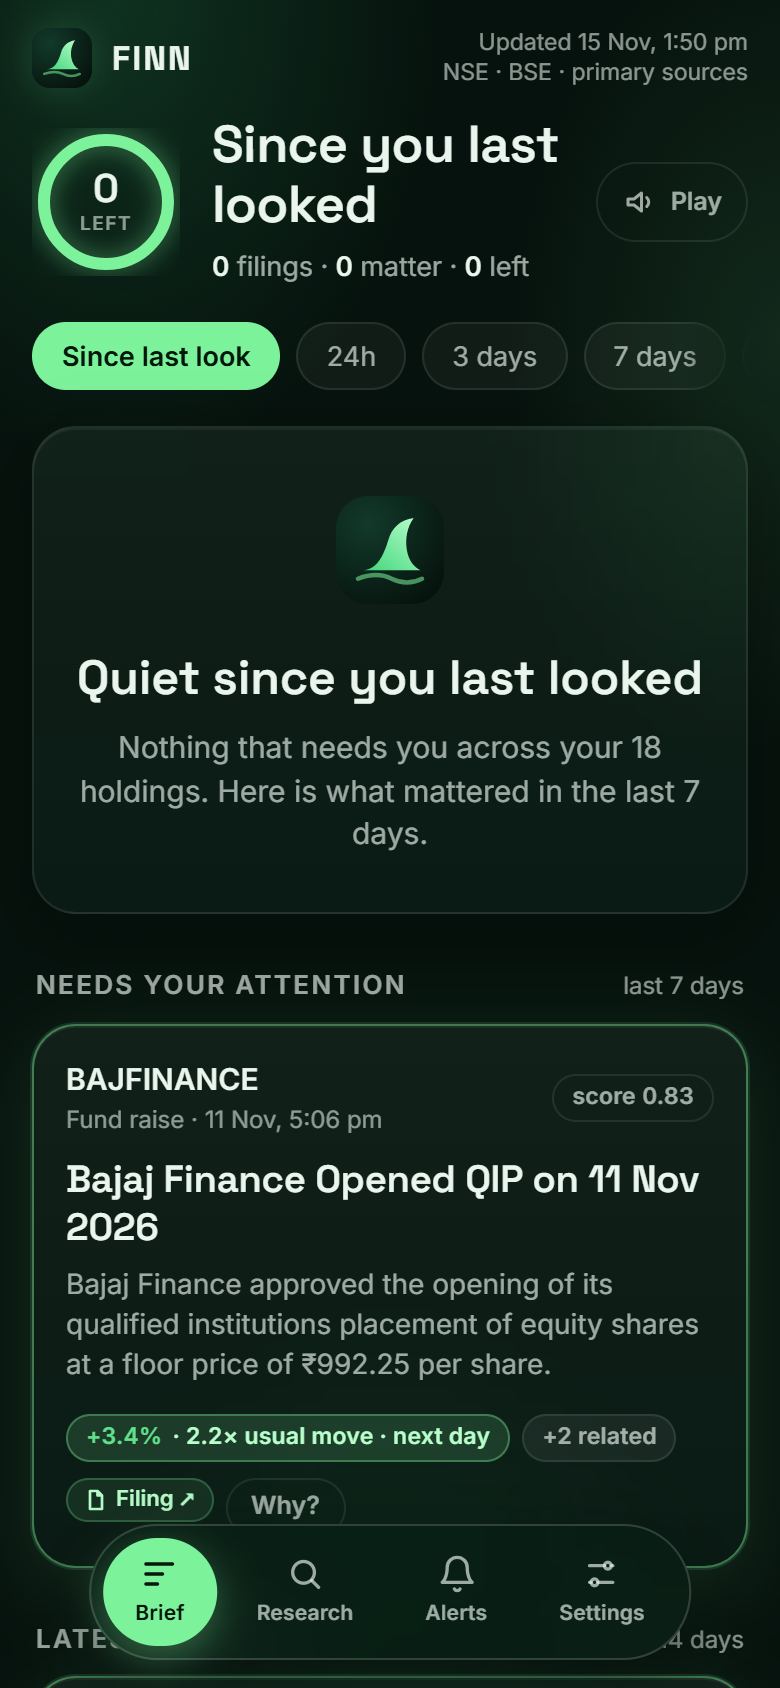 FINN
Updated 15 Nov, 1:50 pm
NSE · BSE · primary sources
0
LEFT
Since you last
looked
0 filings · 0 matter · 0 left
Play
Since last look
24h
3 days
7 days
Quiet since you last looked
Nothing that needs you across your 18
holdings. Here is what mattered in the last 7
days.
NEEDS YOUR ATTENTION
last 7 days
BAJFINANCE
Fund raise · 11 Nov, 5:06 pm
score 0.83
Bajaj Finance Opened QIP on 11 Nov
2026
Bajaj Finance approved the opening of its
qualified institutions placement of equity shares
at a floor price of ₹992.25 per share.
+3.4% · 2.2× usual move · next day
+2 related
Filing ↗
Why?
Brief
Research
Alerts
Settings
4 days